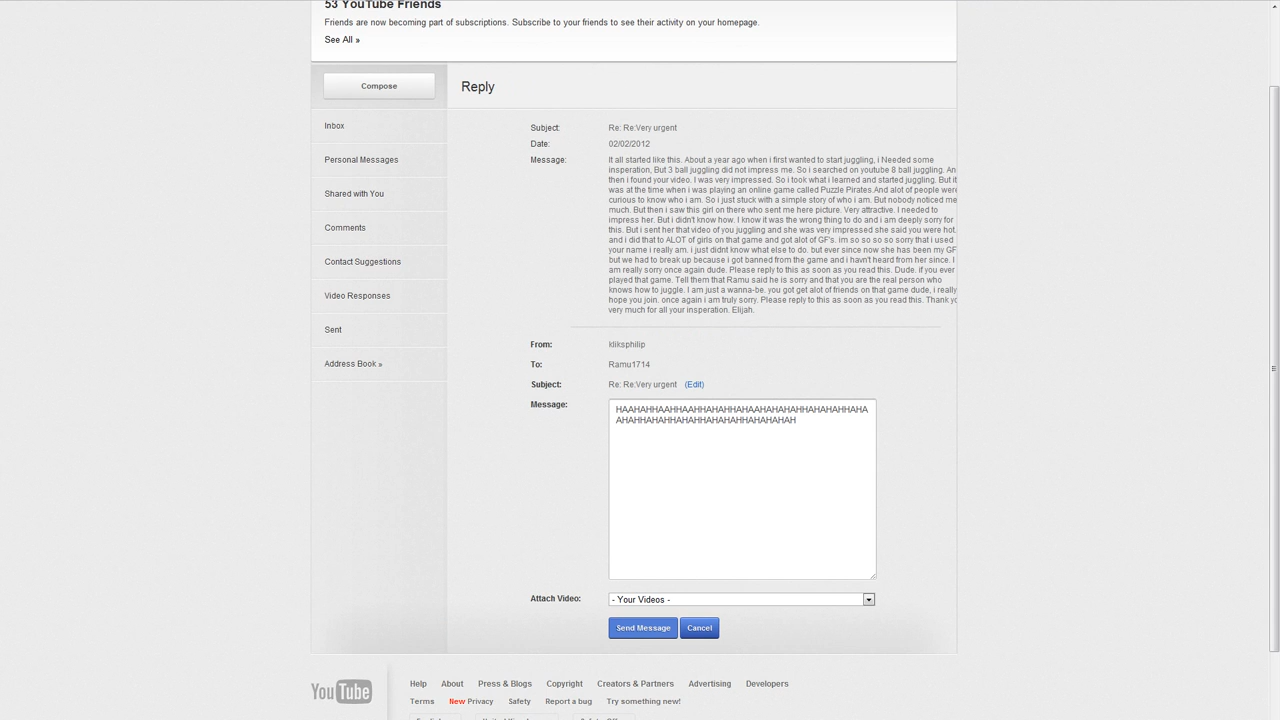 53 YouTube Friends
Friends are now becoming part of subscriptions. Subscribe to your friends to see their activity on your homepage.
See All »
Compose
Reply
Inbox
Personal Messages
Shared with You
Comments
Contact Suggestions
Video Responses
Sent
Address Book »
Subject: Re: Re:Very urgent
Date: 02/02/2012
Message: It all started like this. About a year ago when i first wanted to start juggling, i Needed some
insperation, But 3 ball juggling did not impress me. So i searched on youtube 8 ball juggling. An
then i found your video. I was very impressed. So i took what i learned and started juggling. But it
was at the time when i was playing an online game called Puzzle Pirates.And alot of people were
curious to know who i am. So i just stuck with a simple story of who i am. But nobody noticed me
much. But then i saw this girl on there who sent me here picture. Very attractive. I needed to
impress her. But i didn't know how. I know it was the wrong thing to do and i am deeply sorry for
this. But i sent her that video of you juggling and she was very impressed she said you were hot.
and i did that to ALOT of girls on that game and got alot of GF's. im so so so so sorry that i used
your name i really am. i just didnt know what else to do. but ever since now she has been my GF
but we had to break up because i got banned from the game and i havn't heard from her since. I
am really sorry once again dude. Please reply to this as soon as you read this. Dude. if you ever
played that game. Tell them that Ramu said he is sorry and that you are the real person who
knows how to juggle. I am just a wanna-be. you got get alot of friends on that game dude, i really
hope you join. once again i am truly sorry. Please reply to this as soon as you read this. Thank yo
very much for all your insperation. Elijah.
From: kliksphilip
To: Ramu1714
Subject: Re: Re:Very urgent (Edit)
Message: HAAHAHHAAHHAAHHAHAHHAHAAHAHAHAHHAHAHAHHAHA
AHAHHAHAHHAHAHHAHAHAHHAHAHAHAH
Attach Video: - Your Videos -
Send Message Cancel
YouTube
Help About Press & Blogs Copyright Creators & Partners Advertising Developers
Terms New Privacy Safety Report a bug Try something new!